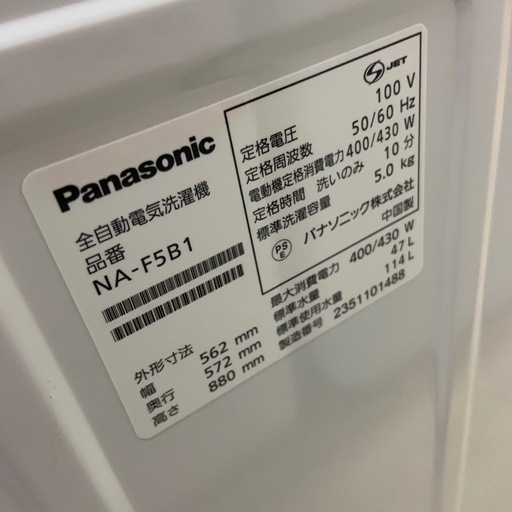 Panasonic
全自動電気洗濯機
品番
NA-F5B1
外形寸法
幅 562 mm
奥行 572 mm
高さ 880 mm
S JET
定格電圧 100 V
定格周波数 50/60 Hz
電動機定格消費電力 400/430 W
定格時間 洗いのみ 10 分
標準洗濯容量 5.0 kg
PS
E
パナソニック株式会社
中国製
最大消費電力 400/430 W
標準水量 47 L
標準使用水量 114 L
製造番号 2351101488